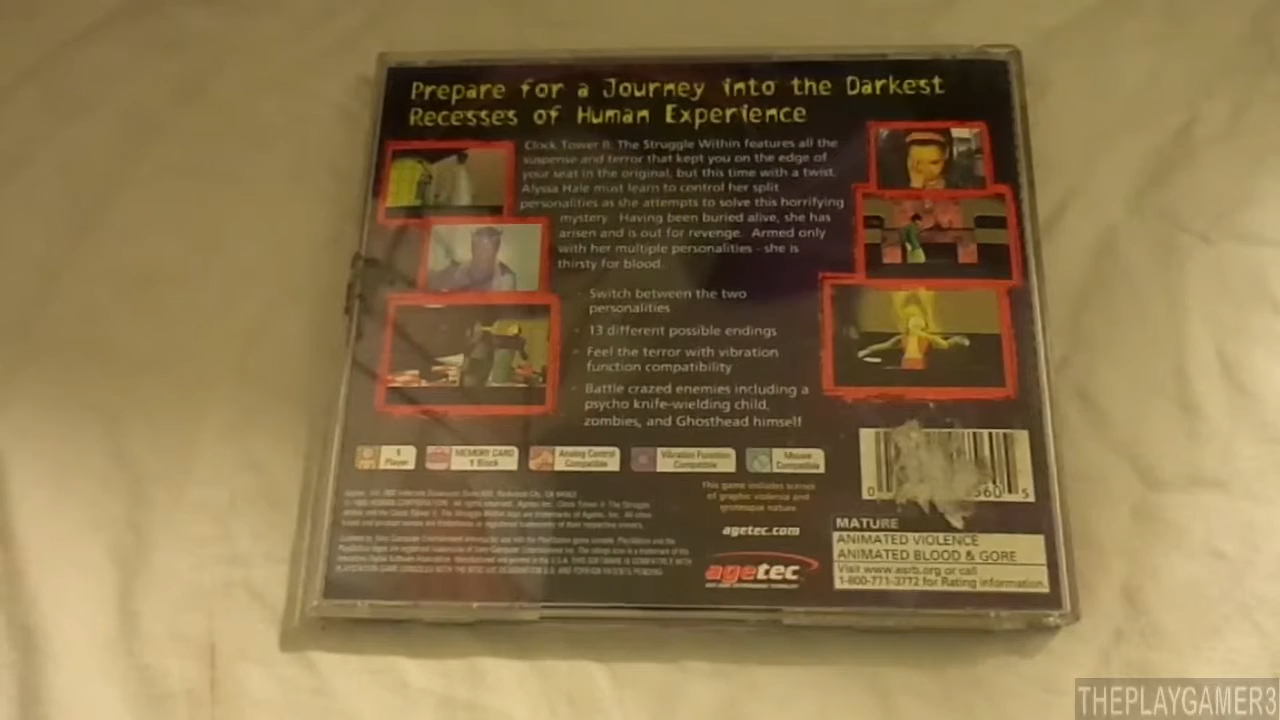 Prepare for a Journey into the Darkest
Recesses of Human Experience
Clock Tower II: The Struggle Within features all the
suspense and terror that kept you on the edge of
your seat in the original, but this time with a twist.
Alyssa Hale must learn to control her split
personalities as she attempts to solve this horrifying
mystery. Having been buried alive, she has
arisen and is out for revenge. Armed only
with her multiple personalities - she is
thirsty for blood.
- Switch between the two
personalities
- 13 different possible endings
- Feel the terror with vibration
function compatibility
- Battle crazed enemies including a
psycho knife-wielding child,
zombies, and Ghosthead himself
1
Player
MEMORY CARD
1 Block
Analog Control
Compatible
Vibration Function
Compatible
Mouse
Compatible
This game includes scenes
of graphic violence and
grotesque nature
agetec.com
agetec
0 560 5
MATURE
ANIMATED VIOLENCE
ANIMATED BLOOD & GORE
Visit www.esrb.org or call
1-800-771-3772 for Rating information.
THEPLAYGAMER3